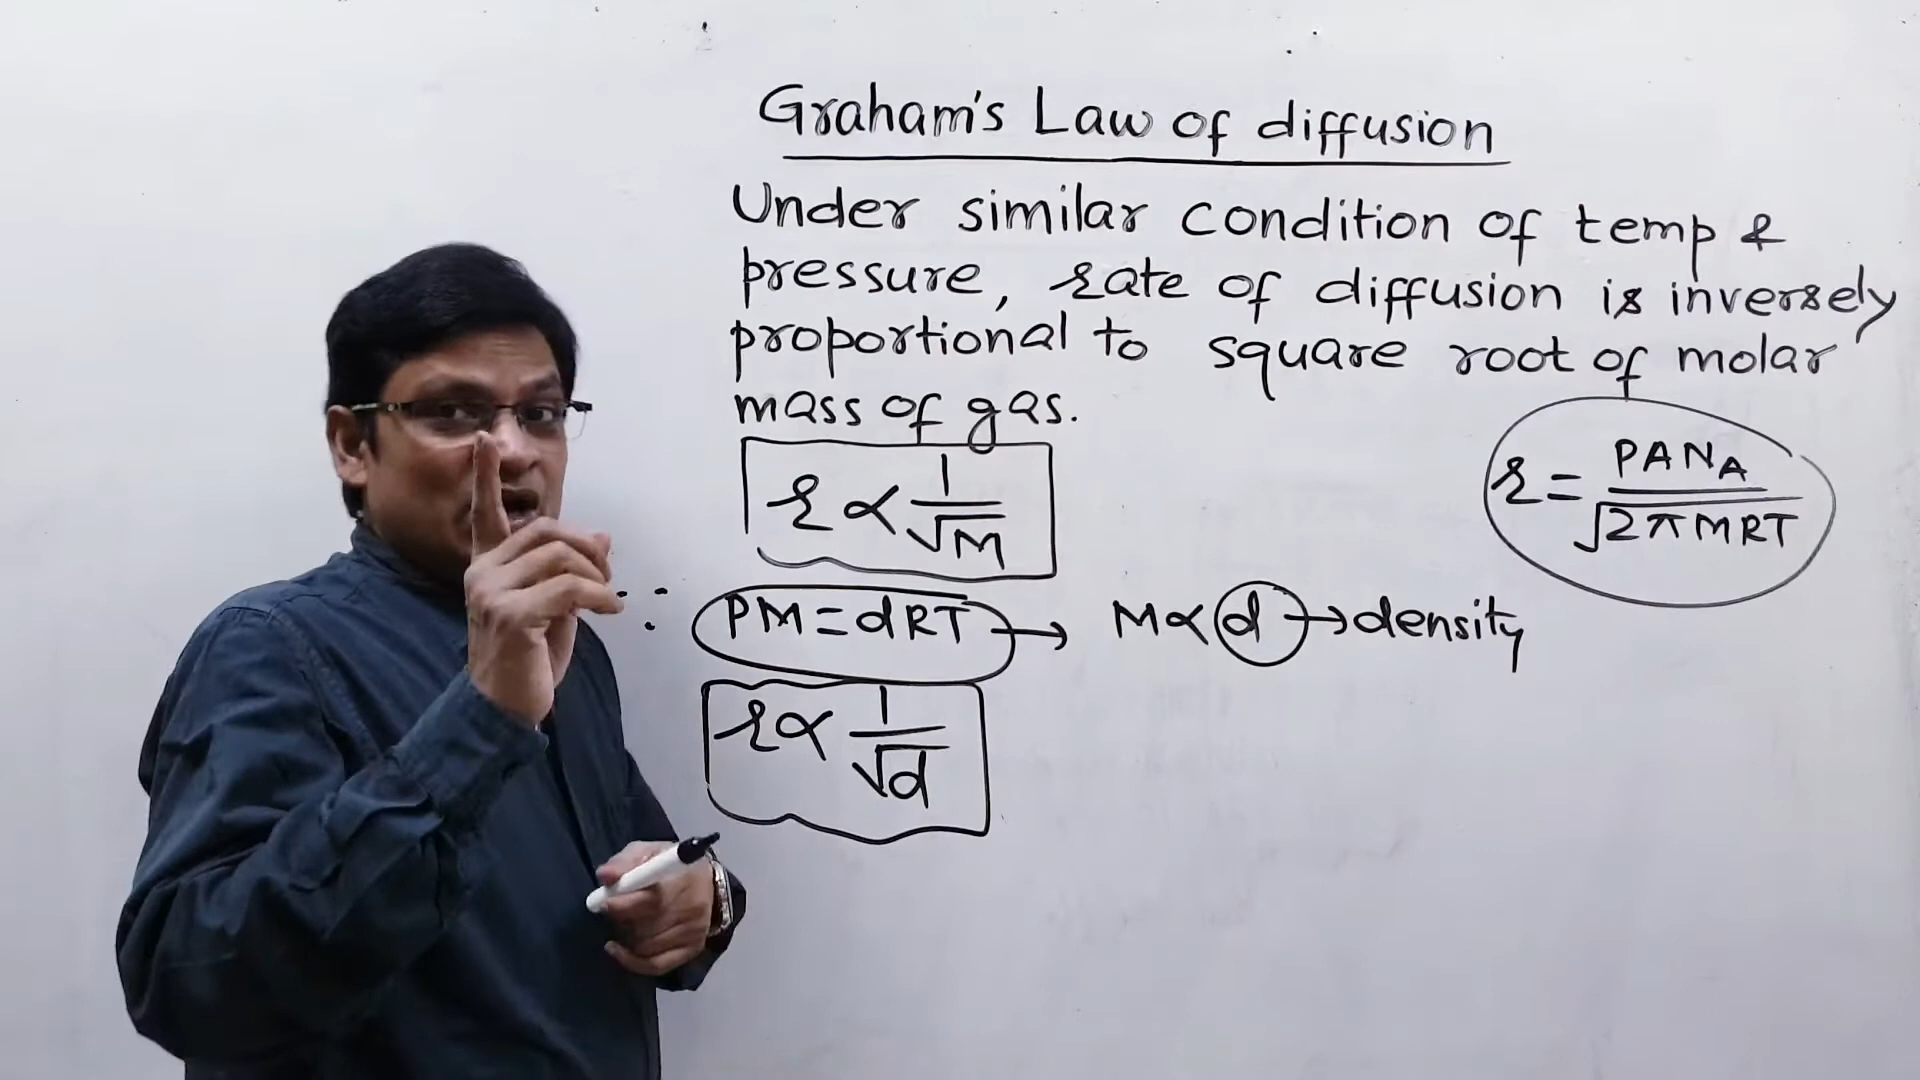 Graham's Law of diffusion
Under similar condition of temp &
pressure, rate of diffusion is inversely
proportional to square root of molar
mass of gas.
r ∝ 1/√M
r = PAN_A/√2πMRT
∵ PM = dRT → M ∝ d → density
r ∝ 1/√d